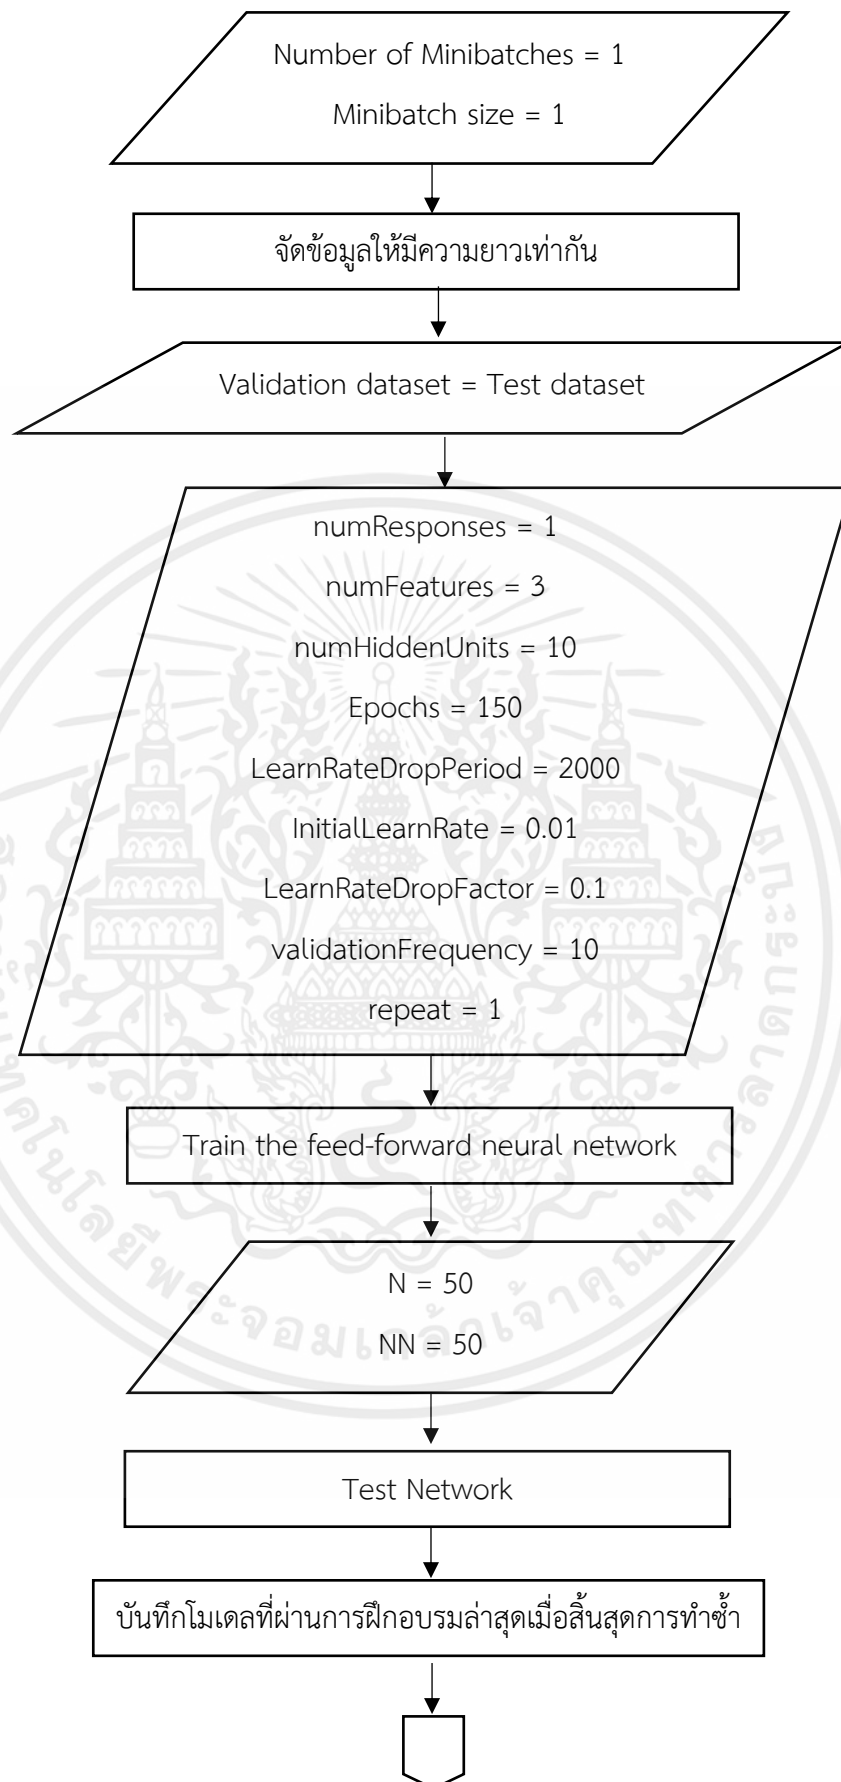 Number of Minibatches = 1
Minibatch size = 1
จัดข้อมูลให้มีความยาวเท่ากัน
Validation dataset = Test dataset
numResponses = 1
numFeatures = 3
numHiddenUnits = 10
Epochs = 150
LearnRateDropPeriod = 2000
InitialLearnRate = 0.01
LearnRateDropFactor = 0.1
validationFrequency = 10
repeat = 1
Train the feed-forward neural network
N = 50
NN = 50
Test Network
บันทึกโมเดลที่ผ่านการฝึกอบรมล่าสุดเมื่อสิ้นสุดการทำซ้ำ